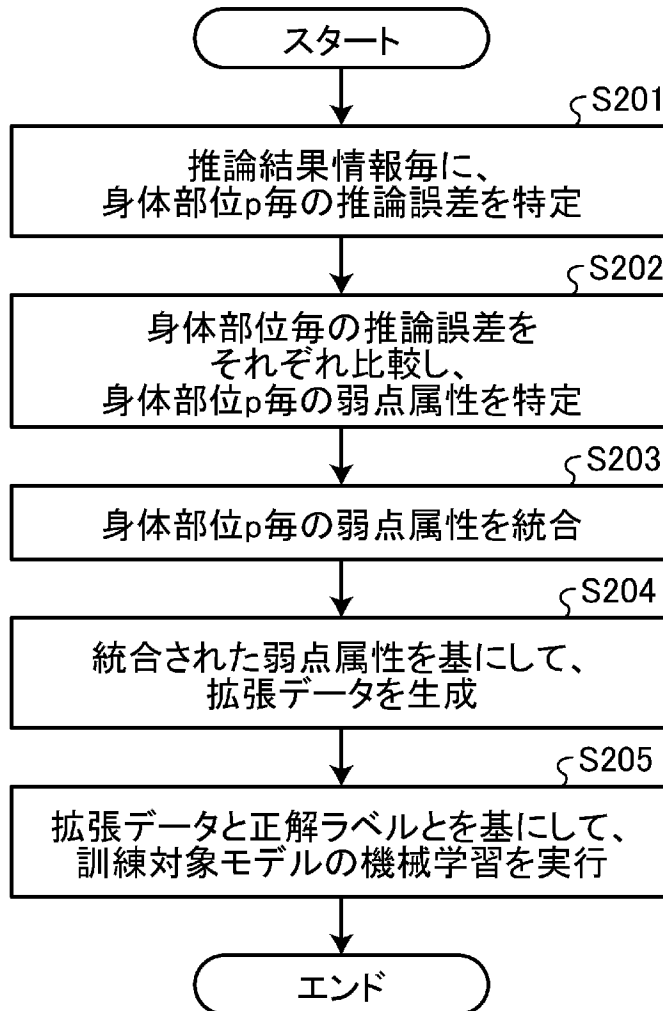 スタート
S201
推論結果情報毎に、
身体部位p毎の推論誤差を特定
S202
身体部位毎の推論誤差を
それぞれ比較し、
身体部位p毎の弱点属性を特定
S203
身体部位p毎の弱点属性を統合
S204
統合された弱点属性を基にして、
拡張データを生成
S205
拡張データと正解ラベルとを基にして、
訓練対象モデルの機械学習を実行
エンド